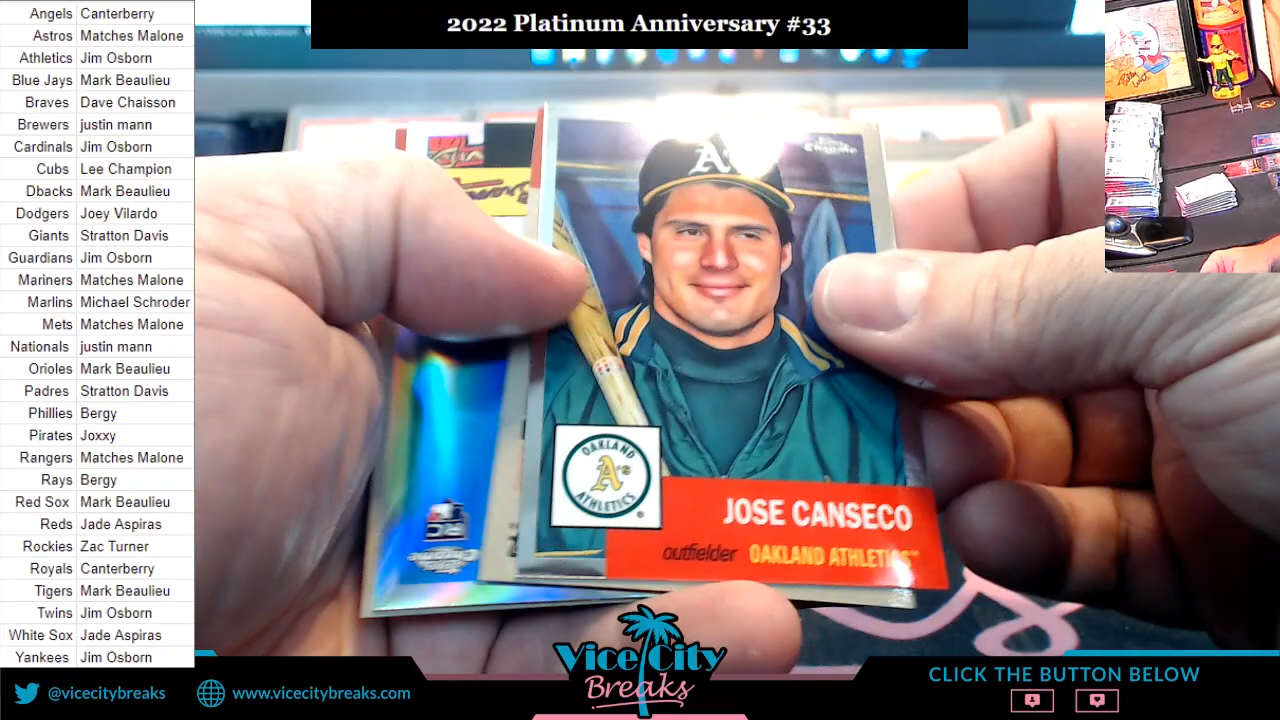 2022 Platinum Anniversary #33
Angels Canterberry
Astros Matches Malone
Athletics Jim Osborn
Blue Jays Mark Beaulieu
Braves Dave Chaisson
Brewers justin mann
Cardinals Jim Osborn
Cubs Lee Champion
Dbacks Mark Beaulieu
Dodgers Joey Vilardo
Giants Stratton Davis
Guardians Jim Osborn
Mariners Matches Malone
Marlins Michael Schroder
Mets Matches Malone
Nationals justin mann
Orioles Mark Beaulieu
Padres Stratton Davis
Phillies Bergy
Pirates Joxxy
Rangers Matches Malone
Rays Bergy
Red Sox Mark Beaulieu
Reds Jade Aspiras
Rockies Zac Turner
Royals Canterberry
Tigers Mark Beaulieu
Twins Jim Osborn
White Sox Jade Aspiras
Yankees Jim Osborn
A's
Chrome
OAKLAND
A's
ATHLETICS
JOSE CANSECO
outfielder OAKLAND ATHLETICS™
Vice City
Breaks
@vicecitybreaks
www.vicecitybreaks.com
CLICK THE BUTTON BELOW